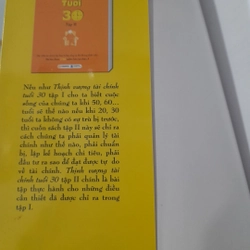 Tuổi
30
Nếu như Thịnh vượng tài chính
tuổi 30 tập I cho ta biết cuộc
sống của chúng ta khi 50, 60...
tuổi sẽ thế nào nếu khi 20, 30
tuổi ta không có sự trù bị trước,
thì cuốn sách tập II này sẽ chỉ
ra cách chúng ta phải quản lý tài
chính như thế nào, phải chuẩn
bị, lập kế hoạch chi tiêu, phải
đầu tư ra sao để đạt được tự do
về tài chính. Thịnh vượng tài
chính tuổi 30 tập II chính là bài
tập thực hành cho những điều
cần thiết đã được chỉ ra trong
tập I.